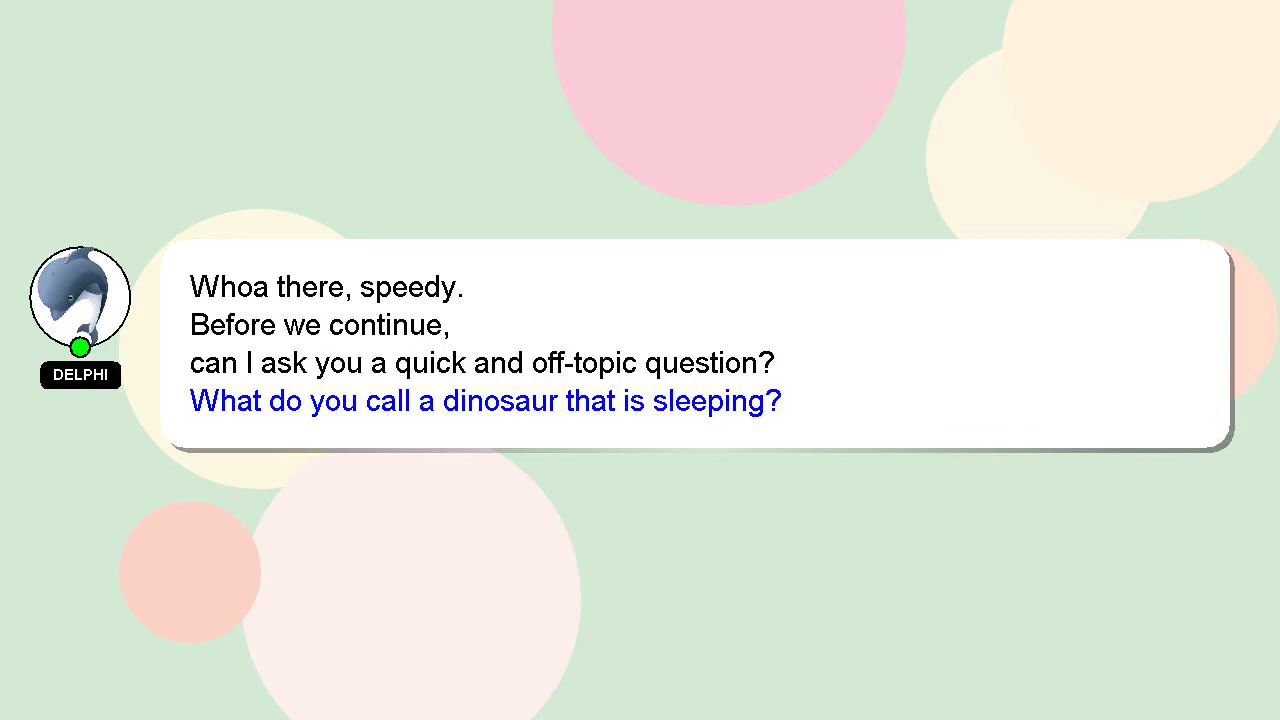 Whoa there, speedy.
Before we continue,
can I ask you a quick and off-topic question?
What do you call a dinosaur that is sleeping?
DELPHI